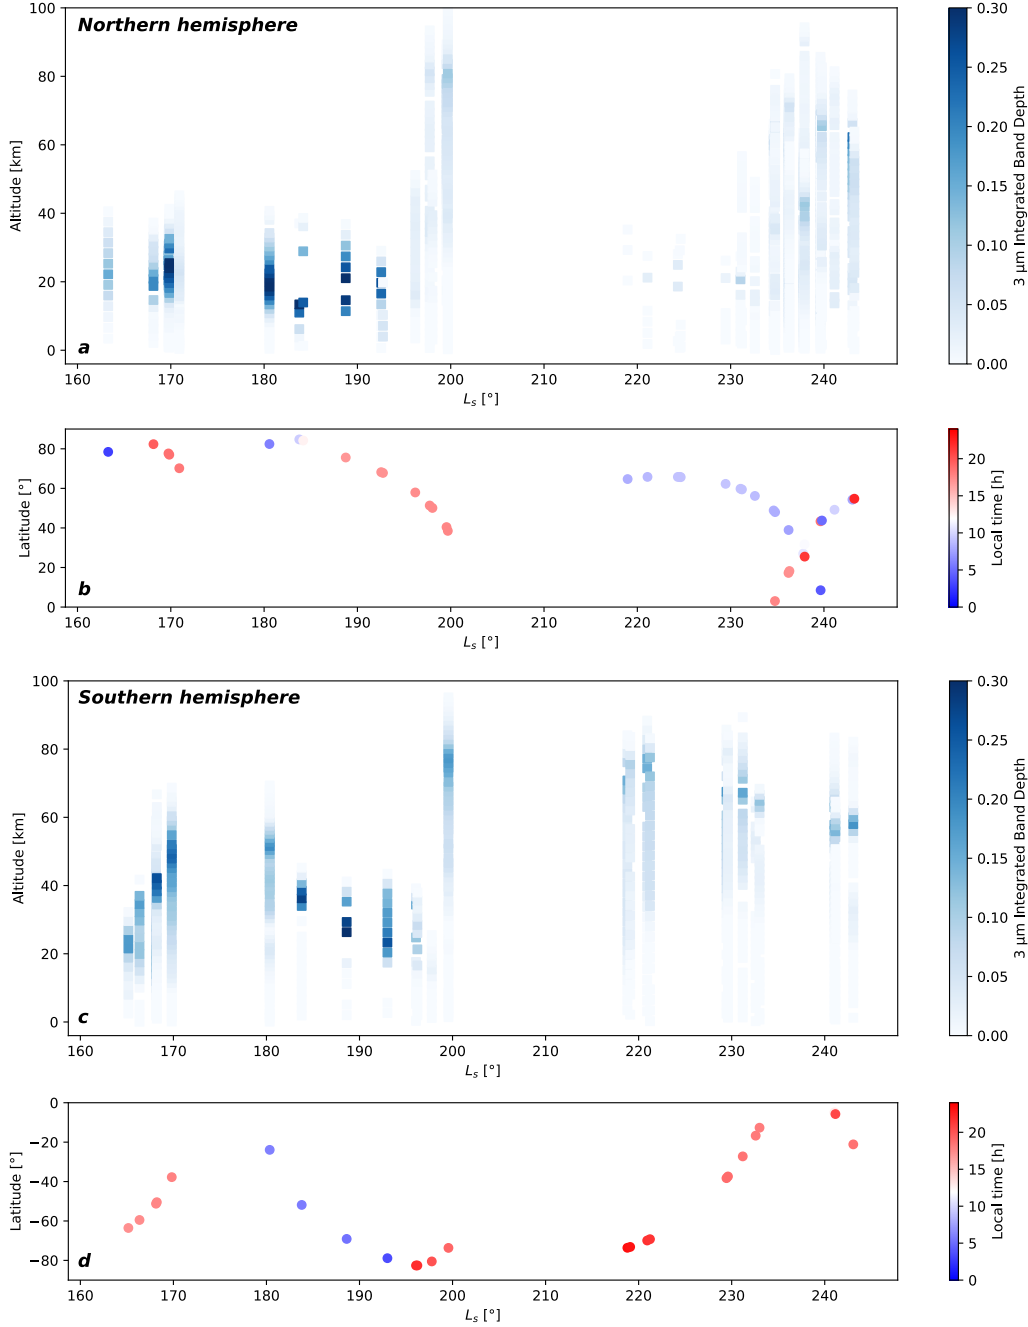 Northern hemisphere
100
80
60
40
20
0
Altitude [km]
a
160 170 180 190 200 210 220 230 240
Ls [°]
0.30
0.25
0.20
0.15
0.10
0.05
0.00
3 μm Integrated Band Depth
80
60
40
20
0
Latitude [°]
b
160 170 180 190 200 210 220 230 240
Ls [°]
20
15
10
5
0
Local time [h]
Southern hemisphere
100
80
60
40
20
0
Altitude [km]
c
160 170 180 190 200 210 220 230 240
Ls [°]
0.30
0.25
0.20
0.15
0.10
0.05
0.00
3 μm Integrated Band Depth
0
−20
−40
−60
−80
Latitude [°]
d
160 170 180 190 200 210 220 230 240
Ls [°]
20
15
10
5
0
Local time [h]